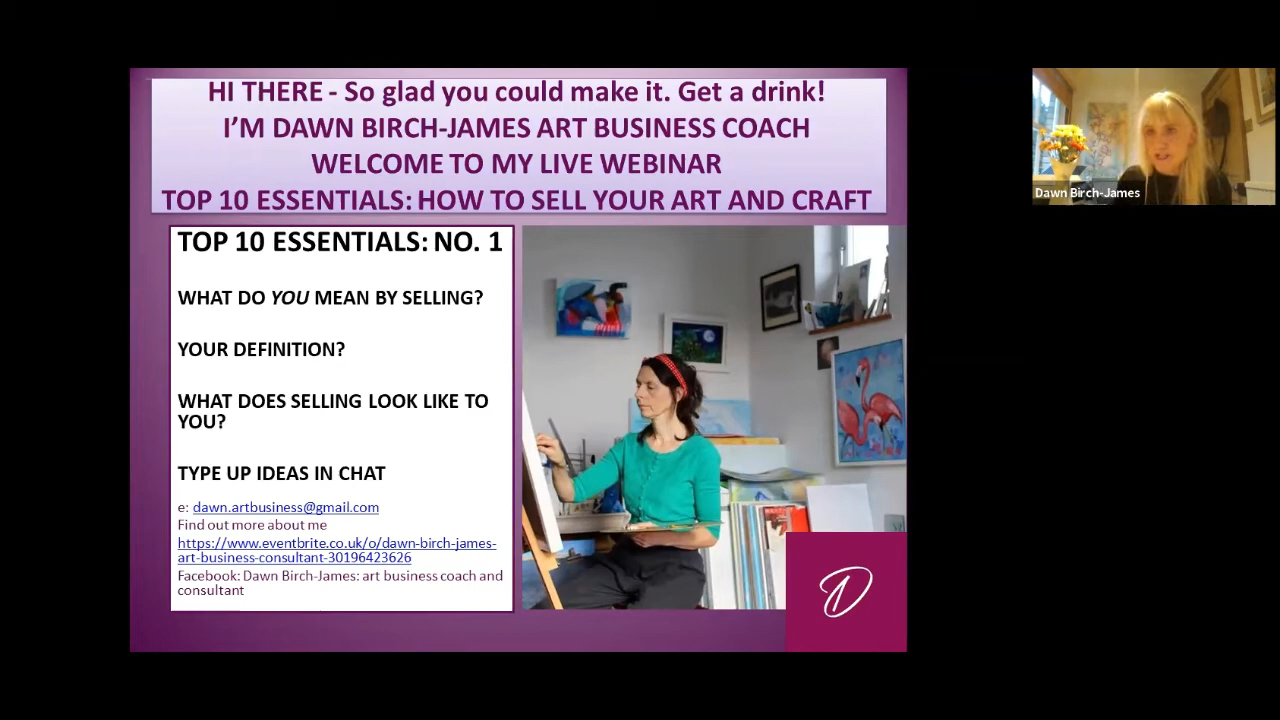 HI THERE - So glad you could make it. Get a drink!
I'M DAWN BIRCH-JAMES ART BUSINESS COACH
WELCOME TO MY LIVE WEBINAR
TOP 10 ESSENTIALS: HOW TO SELL YOUR ART AND CRAFT
TOP 10 ESSENTIALS: NO. 1
WHAT DO YOU MEAN BY SELLING?
YOUR DEFINITION?
WHAT DOES SELLING LOOK LIKE TO
YOU?
TYPE UP IDEAS IN CHAT
e: dawn.artbusiness@gmail.com
Find out more about me
https://www.eventbrite.co.uk/o/dawn-birch-james-
art-business-consultant-30196423626
Facebook: Dawn Birch-James: art business coach and
consultant
D
Dawn Birch-James